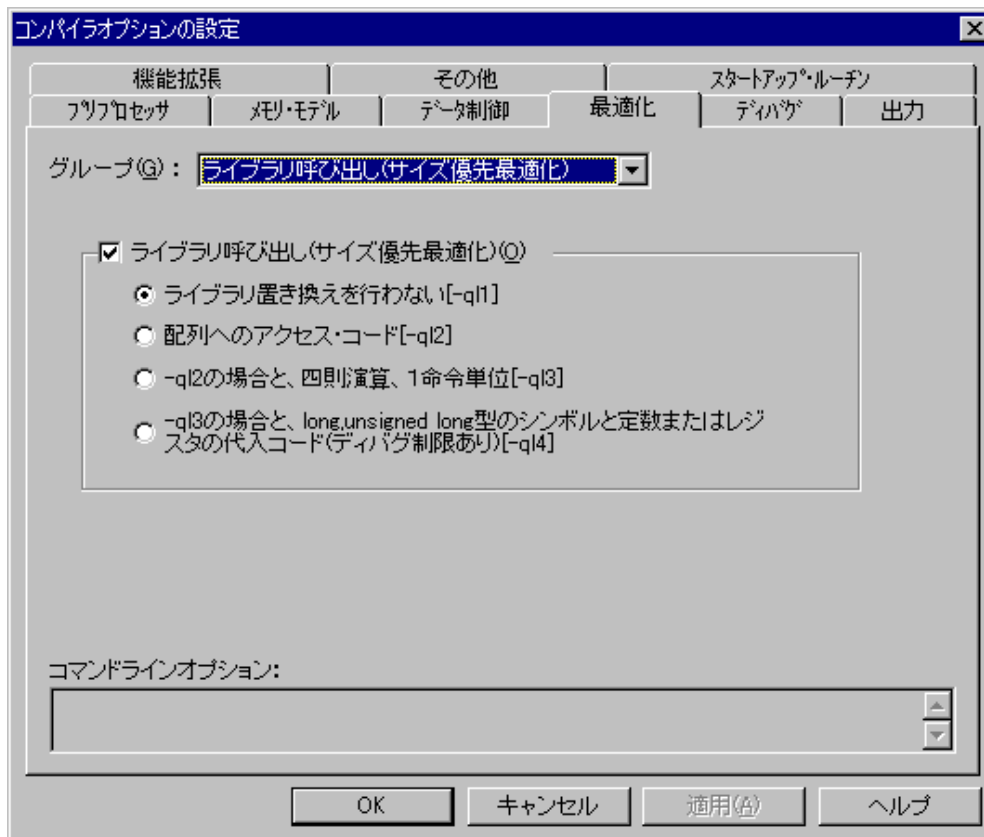 コンパイラオプションの設定
機能拡張 その他 ｽﾀｰﾄｱｯﾌﾟ･ﾙｰﾁﾝ
ﾌﾟﾘﾌﾟﾛｾｯｻ ﾒﾓﾘ･ﾓﾃﾞﾙ ﾃﾞｰﾀ制御 最適化 ﾃﾞｨﾊﾞｸﾞ 出力
グループ(G)： ライブラリ呼び出し(サイズ優先最適化)
ライブラリ呼び出し(サイズ優先最適化)(O)
ライブラリ置き換えを行わない[-ql1]
配列へのアクセス・コード[-ql2]
-ql2の場合と、四則演算、1命令単位[-ql3]
-ql3の場合と、long,unsigned long型のシンボルと定数またはレジ
スタの代入コード(ディバグ制限あり)[-ql4]
コマンドラインオプション:
OK キャンセル 適用(A) ヘルプ